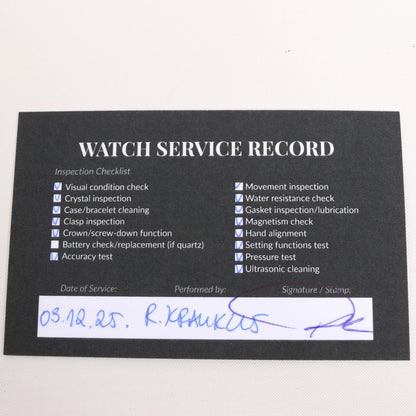 WATCH SERVICE RECORD
Inspection Checklist
Visual condition check
Crystal inspection
Case/bracelet cleaning
Clasp inspection
Crown/screw-down function
Battery check/replacement (if quartz)
Accuracy test
Movement inspection
Water resistance check
Gasket inspection/lubrication
Magnetism check
Hand alignment
Setting functions test
Pressure test
Ultrasonic cleaning
Date of Service: Performed by: Signature / Stamp:
03.12.25. R.